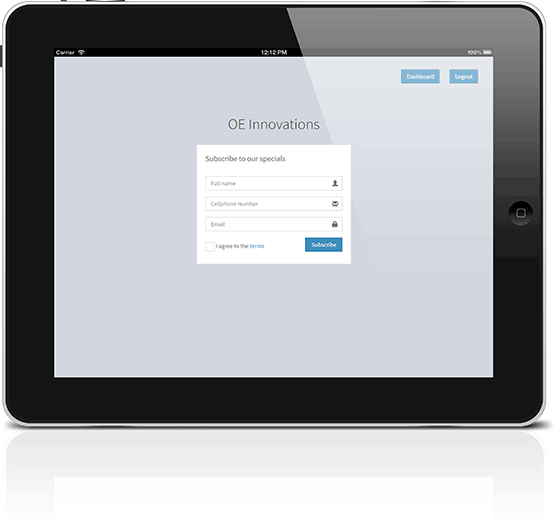 Carrier 12:12 PM 100%
Dashboard Logout
OE Innovations
Subscribe to our specials
Full name
Cellphone Number
Email
I agree to the terms Subscribe